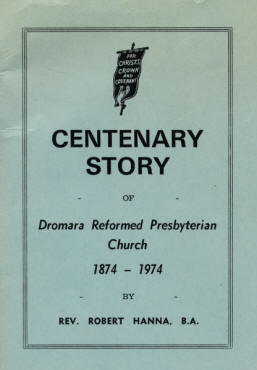 FOR
CHRIST'S
CROWN
AND
COVENANT
CENTENARY
STORY
- OF -
Dromara Reformed Presbyterian
Church
1874 – 1974
- BY -
REV. ROBERT HANNA, B.A.